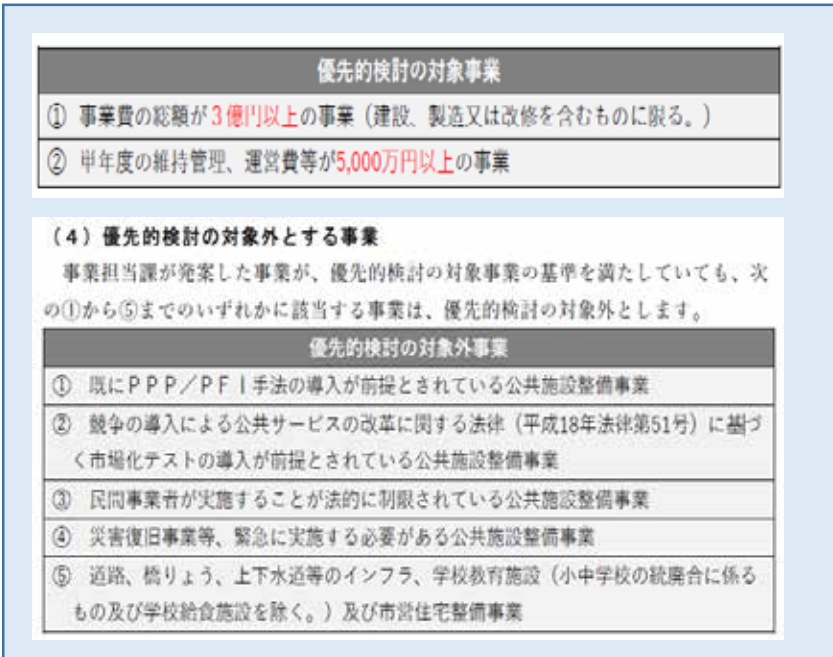 優先的検討の対象事業
① 事業費の総額が3億円以上の事業(建設、製造又は改修を含むものに限る。)
② 単年度の維持管理、運営費等が5,000万円以上の事業
(4)優先的検討の対象外とする事業
事業担当課が発案した事業が、優先的検討の対象事業の基準を満たしていても、次
の①から⑤までのいずれかに該当する事業は、優先的検討の対象外とします。
優先的検討の対象外事業
① 既にPPP/PFI手法の導入が前提とされている公共施設整備事業
② 競争の導入による公共サービスの改革に関する法律(平成18年法律第51号)に基づ
く市場化テストの導入が前提とされている公共施設整備事業
③ 民間事業者が実施することが法的に制限されている公共施設整備事業
④ 災害復旧事業等、緊急に実施する必要がある公共施設整備事業
⑤ 道路、橋りょう、上下水道等のインフラ、学校教育施設(小中学校の統廃合に係る
もの及び学校給食施設を除く。)及び市営住宅整備事業